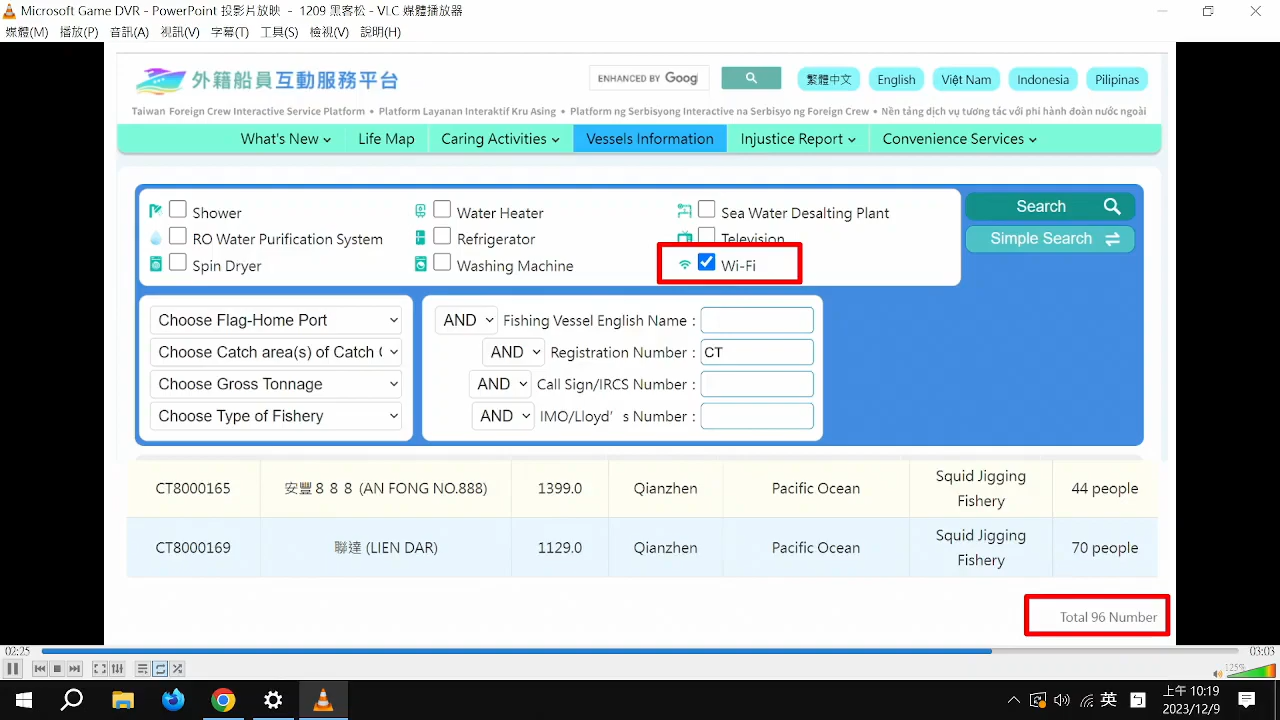 Microsoft Game DVR - PowerPoint 投影片放映 - 1209 黑客松 - VLC 媒體播放器
媒體(M) 播放(P) 音訊(A) 視訊(V) 字幕(T) 工具(S) 檢視(V) 說明(H)
外籍船員互動服務平台
ENHANCED BY Goog
繁體中文 English Việt Nam Indonesia Pilipinas
Taiwan Foreign Crew Interactive Service Platform • Platform Layanan Interaktif Kru Asing • Platform ng Serbisyong Interactive na Serbisyo ng Foreign Crew • Nền tảng dịch vụ tương tác với phi hành đoàn nước ngoài
What's New Life Map Caring Activities Vessels Information Injustice Report Convenience Services
Shower Water Heater Sea Water Desalting Plant
RO Water Purification System Refrigerator Television
Spin Dryer Washing Machine Wi-Fi
Search
Simple Search
Choose Flag-Home Port
Choose Catch area(s) of Catch
Choose Gross Tonnage
Choose Type of Fishery
AND Fishing Vessel English Name :
AND Registration Number : CT
AND Call Sign/IRCS Number :
AND IMO/Lloyd’s Number :
CT8000165 安豐８８８ (AN FONG NO.888) 1399.0 Qianzhen Pacific Ocean Squid Jigging Fishery 44 people
CT8000169 聯達 (LIEN DAR) 1129.0 Qianzhen Pacific Ocean Squid Jigging Fishery 70 people
Total 96 Number
02:25 03:03
125%
英
上午 10:19
2023/12/9